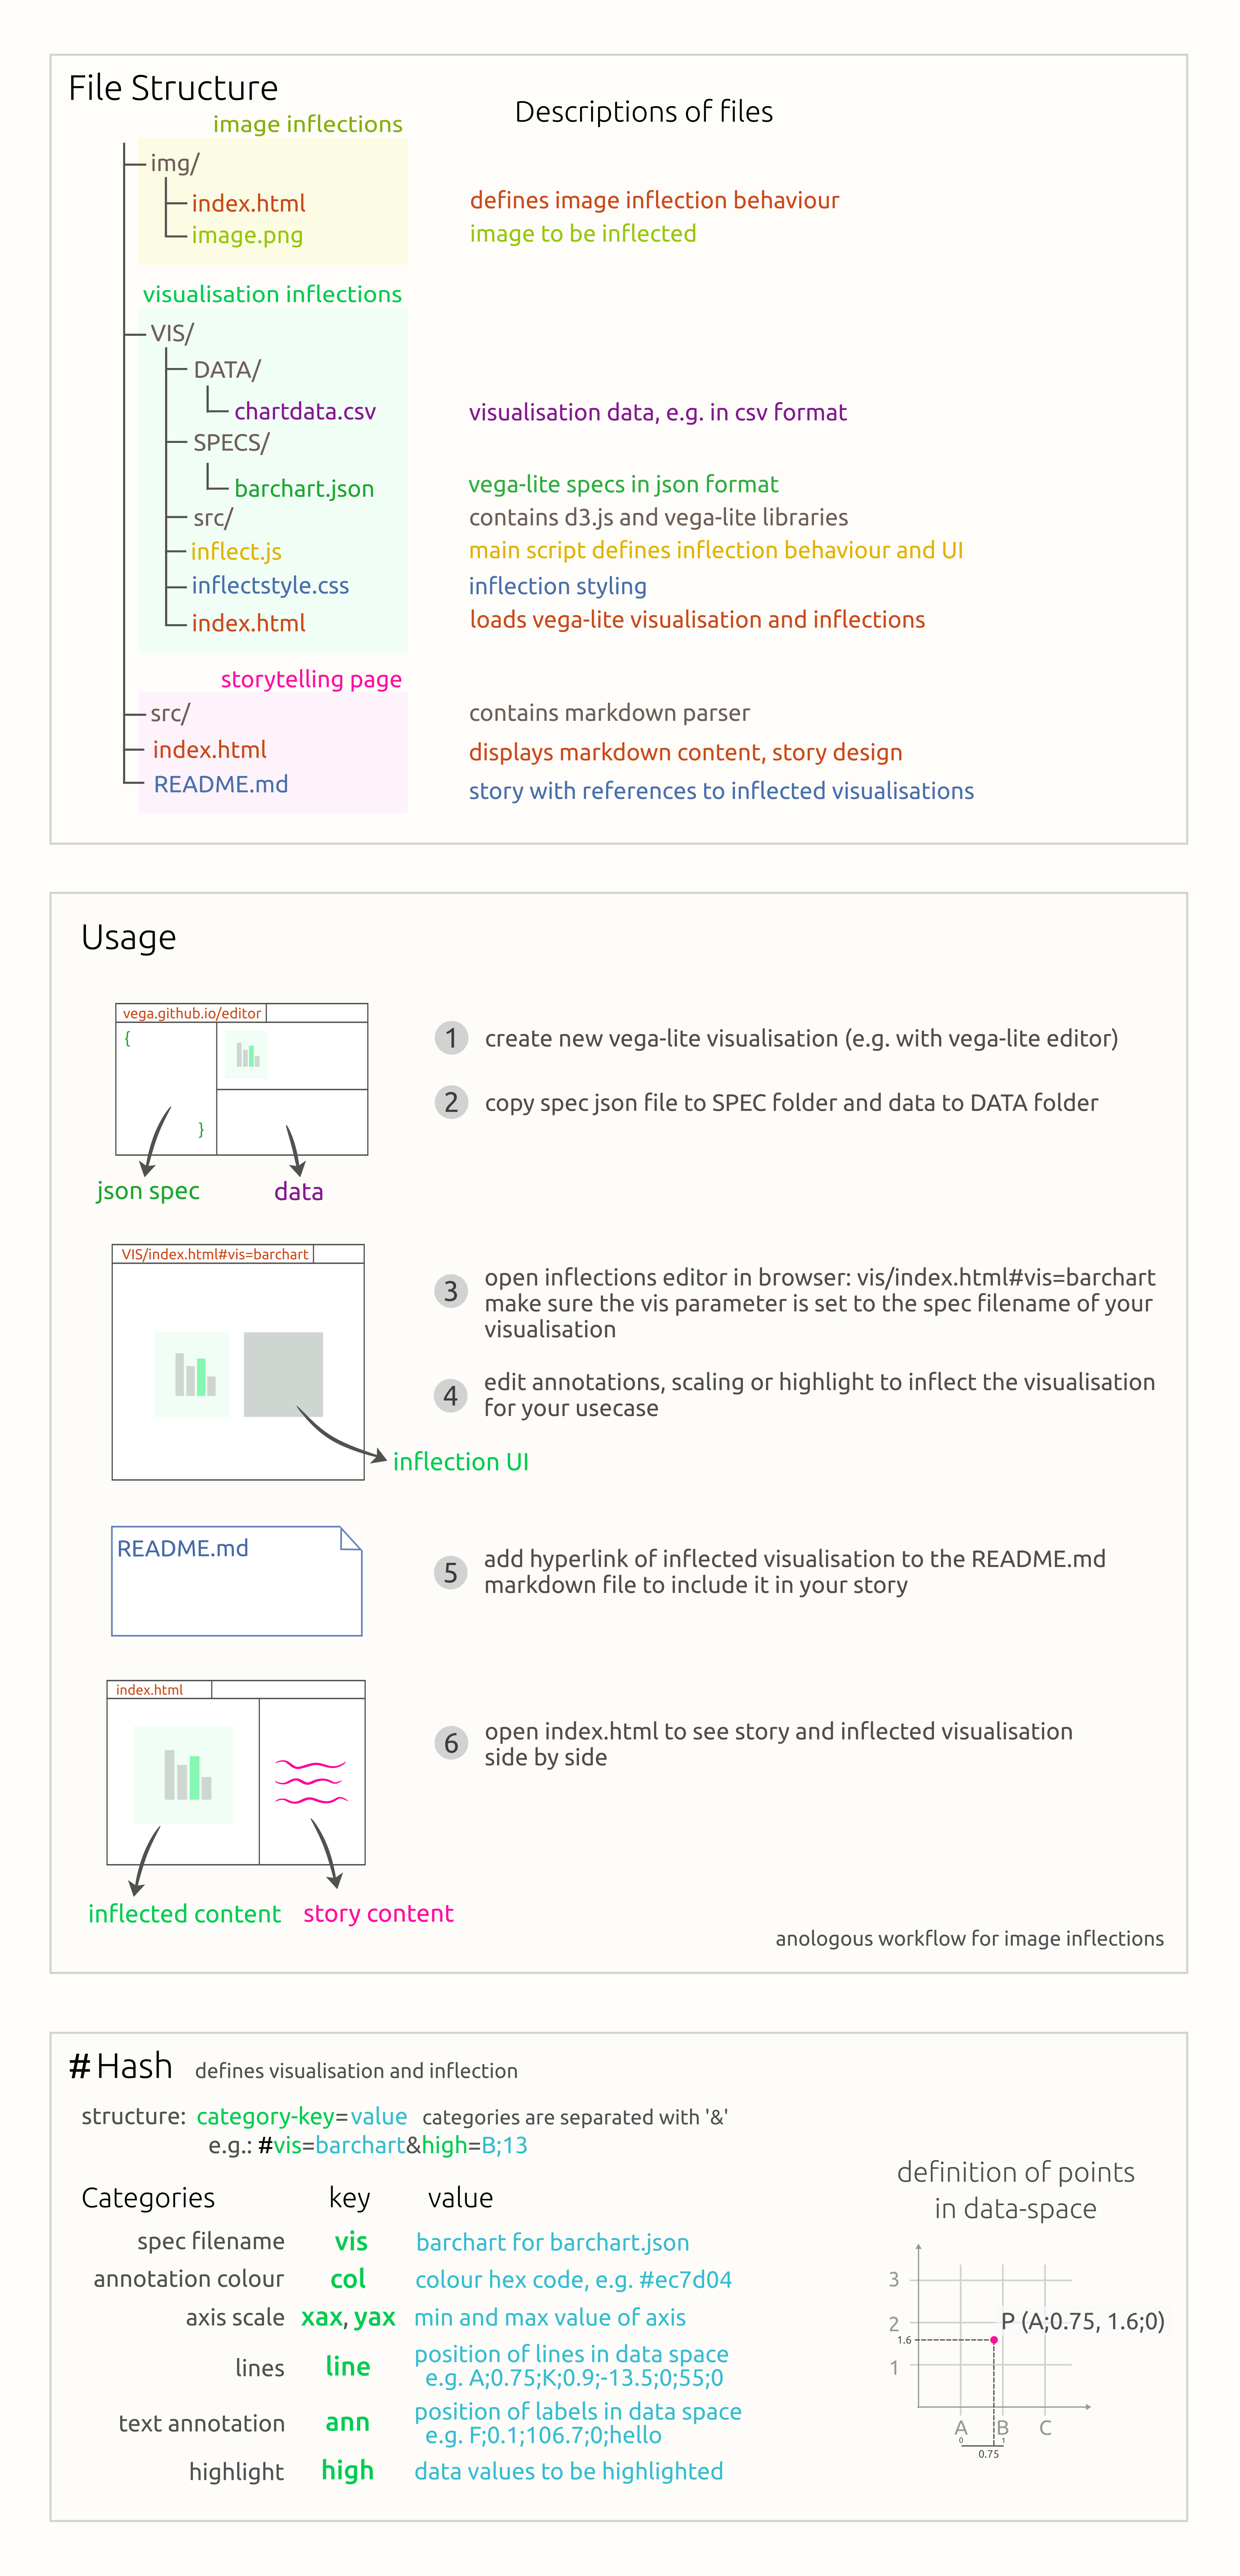 File Structure
Descriptions of files
image inflections
img/
index.html
defines image inflection behaviour
image.png
image to be inflected
visualisation inflections
VIS/
DATA/
chartdata.csv
visualisation data, e.g. in csv format
SPECS/
barchart.json
vega-lite specs in json format
src/
contains d3.js and vega-lite libraries
inflect.js
main script defines inflection behaviour and UI
inflectstyle.css
inflection styling
index.html
loads vega-lite visualisation and inflections
storytelling page
src/
contains markdown parser
index.html
displays markdown content, story design
README.md
story with references to inflected visualisations
Usage
vega.github.io/editor
{
}
json spec
data
1 create new vega-lite visualisation (e.g. with vega-lite editor)
2 copy spec json file to SPEC folder and data to DATA folder
VIS/index.html#vis=barchart
3 open inflections editor in browser: vis/index.html#vis=barchart
make sure the vis parameter is set to the spec filename of your
visualisation
4 edit annotations, scaling or highlight to inflect the visualisation
for your usecase
inflection UI
README.md
5 add hyperlink of inflected visualisation to the README.md
markdown file to include it in your story
index.html
6 open index.html to see story and inflected visualisation
side by side
inflected content
story content
anologous workflow for image inflections
#Hash defines visualisation and inflection
structure: category-key=value categories are separated with '&'
e.g.: #vis=barchart&high=B;13
Categories key value
spec filename vis barchart for barchart.json
annotation colour col colour hex code, e.g. #ec7d04
axis scale xax, yax min and max value of axis
lines line position of lines in data space
e.g. A;0.75;K;0.9;-13.5;0;55;0
text annotation ann position of labels in data space
e.g. F;0.1;106.7;0;hello
highlight high data values to be highlighted
definition of points
in data-space
3
2
P (A;0.75, 1.6;0)
1.6
1
A B C
0 1
0.75